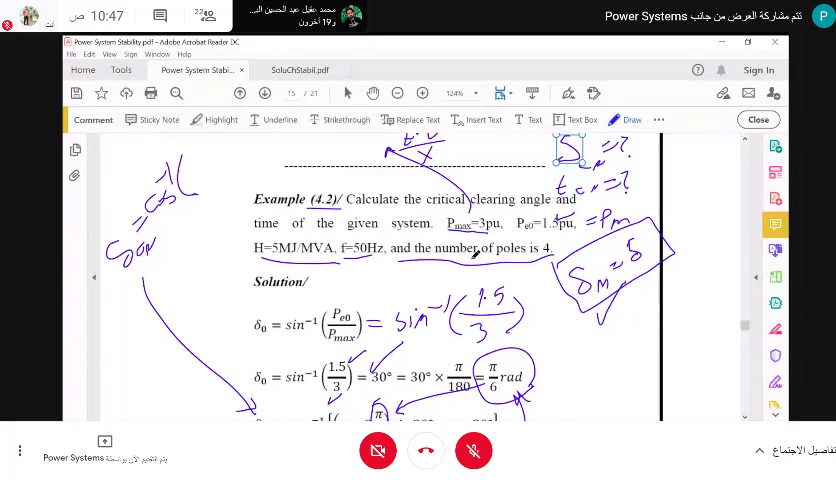 ص 10:47
22
أنت
محمد عقيل عبد الحسين الي...
و19 آخرون
تتم مشاركة العرض من جانب Power Systems
P
Power System Stability.pdf - Adobe Acrobat Reader DC
File Edit View Sign Window Help
Home Tools Power System Stabil... × SoluChStabil.pdf Sign In
15 / 21 124%
Comment Sticky Note Highlight Underline Strikethrough Replace Text Text Text Box Draw Close
X
δ =?
t cr =?
Example (4.2)/ Calculate the critical clearing angle and
time of the given system. Pmax=3pu, Pe0=1.5pu, = Pm
H=5MJ/MVA, f=50Hz, and the number of poles is 4.
δM = δ
Solution/
δ0 = sin⁻¹(Pe0/Pmax) = sin⁻¹(1.5/3)
δ0 = sin⁻¹(1.5/3) = 30° = 30° × π/180 = π/6 rad
Power Systems يتم التقديم الآن بواسطة
تفاصيل الاجتماع